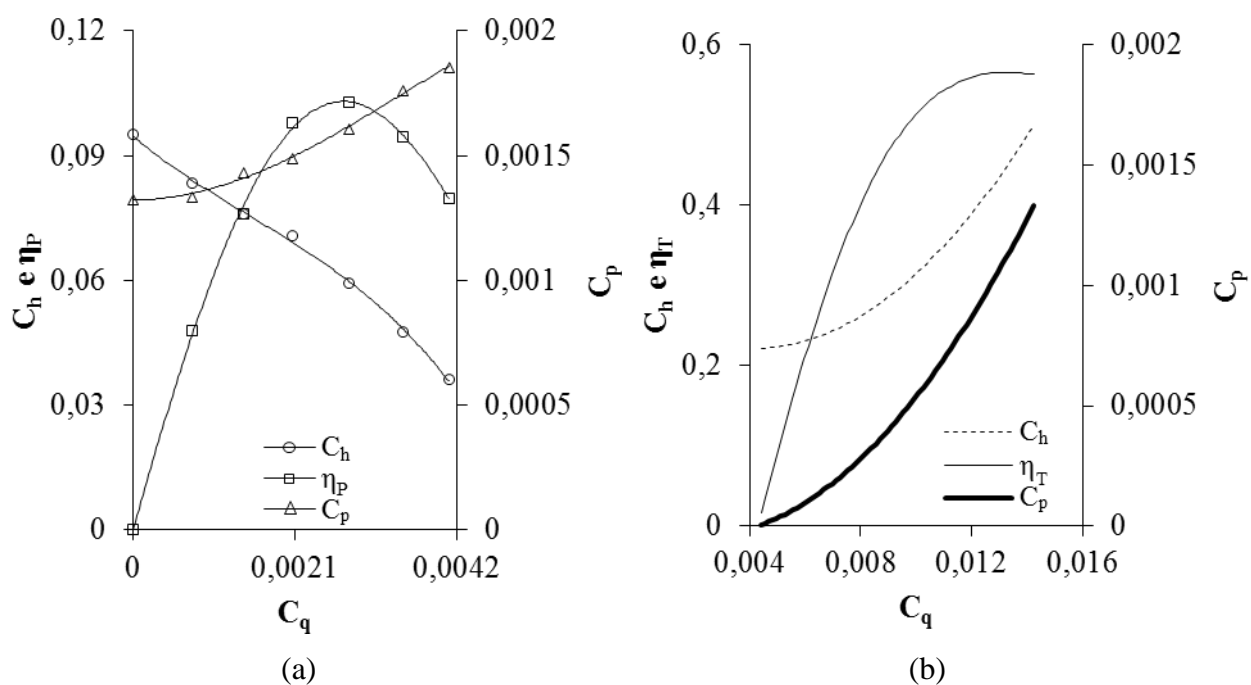 0,12
0,09
0,06
0,03
0
C_h e η_P
0,002
0,0015
0,001
0,0005
0
C_p
C_h
η_P
C_p
0
0,0021
0,0042
C_q
(a)
0,6
0,4
0,2
0
C_h e η_T
0,002
0,0015
0,001
0,0005
0
C_p
C_h
η_T
C_p
0,004
0,008
0,012
0,016
C_q
(b)